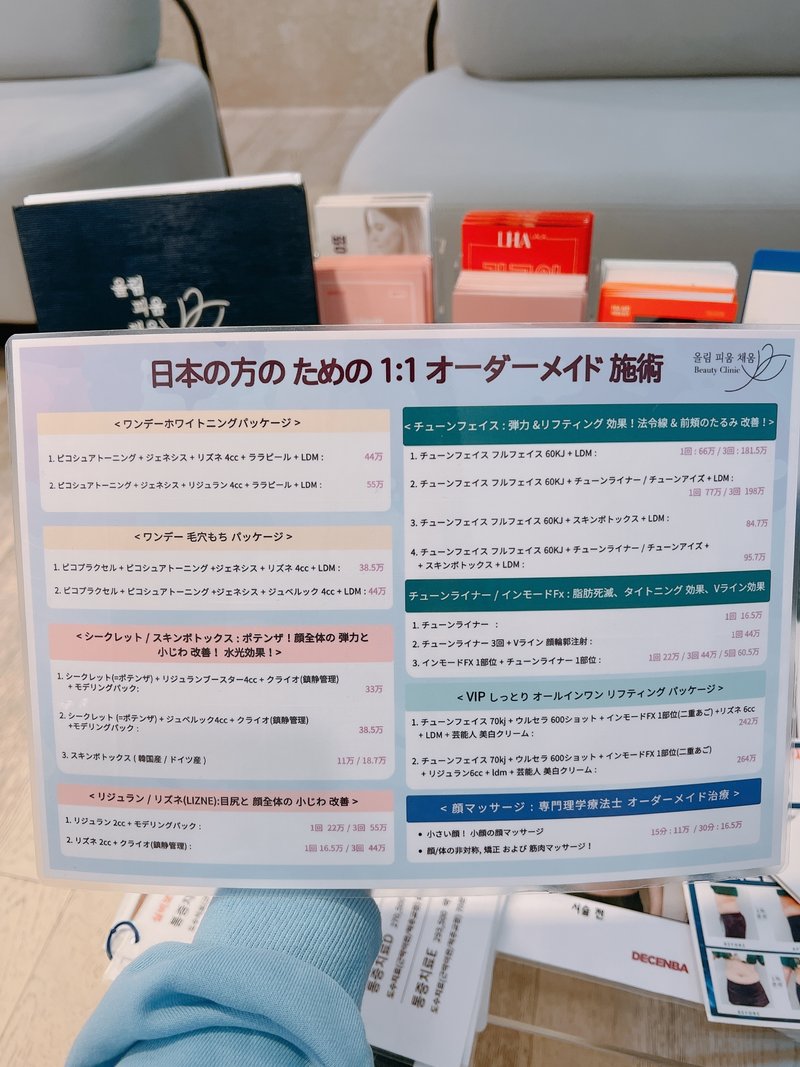 올림
피움
LHA
日本の方の ための 1:1 オーダーメイド 施術
올림 피움 채움
Beauty Clinic
< ワンデーホワイトニングパッケージ >
1. ピコシュアトーニング + ジェネシス + リズネ 4cc + ララピール + LDM : 44万
2. ピコシュアトーニング + ジェネシス + リジュラン 4cc + ララピール + LDM : 55万
< ワンデー 毛穴もち パッケージ >
1. ピコプラクセル + ピコシュアトーニング +ジェネシス + リズネ 4cc + LDM : 38.5万
2. ピコプラクセル + ピコシュアトーニング +ジェネシス + ジュベルック 4cc + LDM : 44万
< シークレット / スキンボトックス : ポテンザ ! 顔全体の 弾力と
小じわ 改善 ! 水光効果 !>
1. シークレット(=ポテンザ) + リジュランブースター4cc + クライオ(鎮静管理)
+ モデリングパック: 33万
2. シークレット (=ポテンザ) + ジュベルック4cc + クライオ(鎮静管理)
+モデリングパック : 38.5万
3. スキンボトックス ( 韓国産 / ドイツ産 ) 11万 / 18.7万
< リジュラン / リズネ(LIZNE):目尻と 顔全体の 小じわ 改善 >
1. リジュラン 2cc + モデリングパック : 1回 22万 / 3回 55万
2. リズネ 2cc + クライオ(鎮静管理) : 1回 16.5万 / 3回 44万
< チューンフェイス : 弾力 &リフティング 効果 ! 法令線 & 前頬のたるみ 改善 ! >
1. チューンフェイス フルフェイス 60KJ + LDM : 1回 : 66万 / 3回 : 181.5万
2. チューンフェイス フルフェイス 60KJ + チューンライナー / チューンアイズ + LDM :
1回 77万 / 3回 198万
3. チューンフェイス フルフェイス 60KJ + スキンボトックス + LDM : 84.7万
4. チューンフェイス フルフェイス 60KJ + チューンライナー / チューンアイズ +
+ スキンボトックス + LDM : 95.7万
チューンライナー / インモードFx : 脂肪死滅、タイトニング 効果、Vライン効果
1. チューンライナー : 1回 16.5万
2. チューンライナー 3回 + Vライン 顔輪郭注射 : 1回 44万
3. インモードFX 1部位 + チューンライナー 1部位 : 1回 22万 / 3回 44万 / 5回 60.5万
< VIP しっとり オールインワン リフティング パッケージ >
1. チューンフェイス 70kj + ウルセラ 600ショット + インモードFX 1部位(二重あご) +リズネ 6cc
+ LDM + 芸能人 美白クリーム : 242万
2. チューンフェイス 70kj + ウルセラ 600ショット + インモードFX 1部位(二重あご)
+ リジュラン6cc + ldm + 芸能人 美白クリーム : 264万
< 顔マッサージ : 専門理学療法士 オーダーメイド治療 >
• 小さい顔 ! 小顔の顔マッサージ 15分 : 11万 / 30分 : 16.5万
• 顔/体の非対称, 矯正 および 筋肉マッサージ !
통증치료D
통증치료E
시술 전
DECENBA
BEFORE
BEFORE